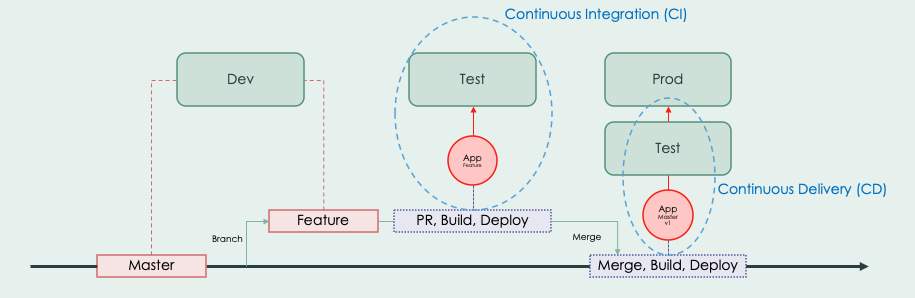 Continuous Integration (CI)
Dev
Test
Prod
Test
App
Feature
Continuous Delivery (CD)
App
Master
v1
Feature
PR, Build, Deploy
Branch
Merge
Master
Merge, Build, Deploy